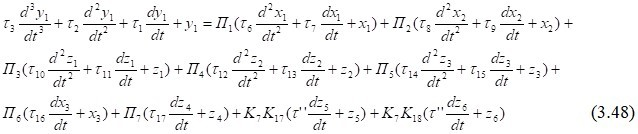 τ₃ d³y₁/dt³ + τ₂ d²y₁/dt² + τ₁ dy₁/dt + y₁ = Π₁(τ₆ d²x₁/dt² + τ₇ dx₁/dt + x₁) + Π₂(τ₈ d²x₂/dt² + τ₉ dx₂/dt + x₂) +
Π₃(τ₁₀ d²z₁/dt² + τ₁₁ dz₁/dt + z₁) + Π₄(τ₁₂ d²z₂/dt² + τ₁₃ dz₂/dt + z₂) + Π₅(τ₁₄ d²z₃/dt² + τ₁₅ dz₃/dt + z₃) +
Π₆(τ₁₆ dx₃/dt + x₃) + Π₇(τ₁₇ dz₄/dt + z₄) + K₇K₁₇(τ'' dz₅/dt + z₅) + K₇K₁₈(τ'' dz₆/dt + z₆) (3.48)